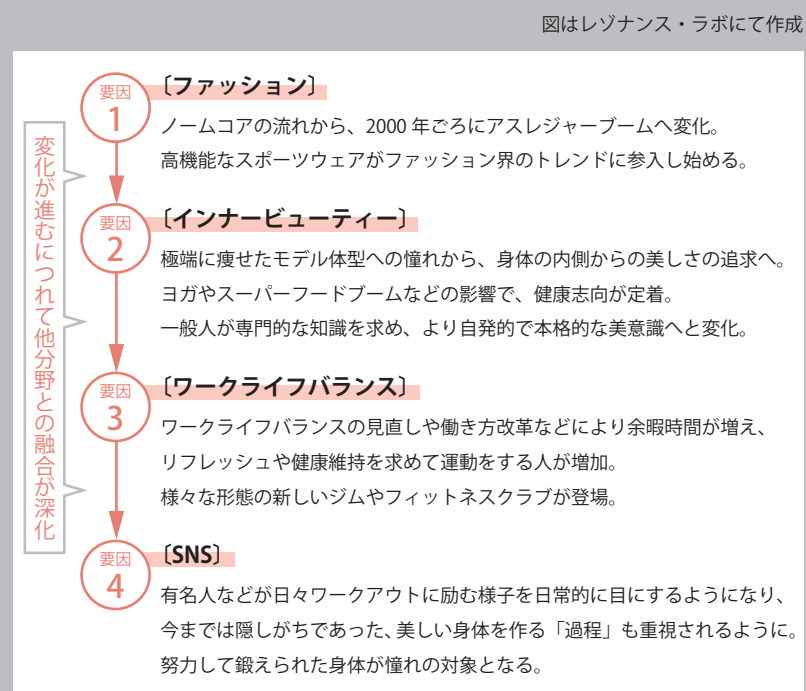 図はレゾナンス・ラボにて作成
変化が進むにつれて他分野との融合が深化
要因
1
〔ファッション〕
ノームコアの流れから、2000 年ごろにアスレジャーブームへ変化。
高機能なスポーツウェアがファッション界のトレンドに参入し始める。
要因
2
〔インナービューティー〕
極端に痩せたモデル体型への憧れから、身体の内側からの美しさの追求へ。
ヨガやスーパーフードブームなどの影響で、健康志向が定着。
一般人が専門的な知識を求め、より自発的で本格的な美意識へと変化。
要因
3
〔ワークライフバランス〕
ワークライフバランスの見直しや働き方改革などにより余暇時間が増え、
リフレッシュや健康維持を求めて運動をする人が増加。
様々な形態の新しいジムやフィットネスクラブが登場。
要因
4
〔SNS〕
有名人などが日々ワークアウトに励む様子を日常的に目にするようになり、
今までは隠しがちであった、美しい身体を作る「過程」も重視されるように。
努力して鍛えられた身体が憧れの対象となる。